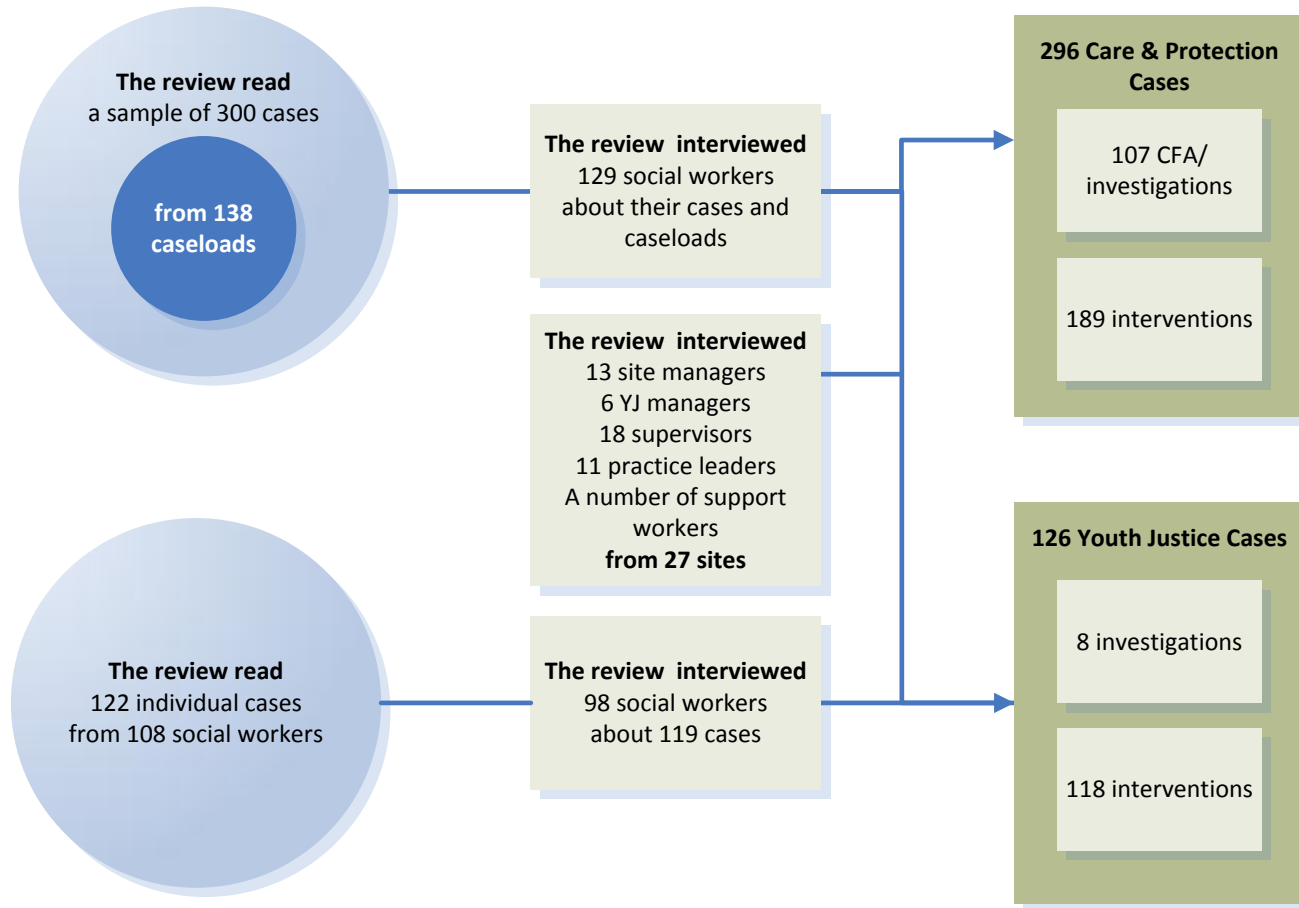 The review read
a sample of 300 cases
from 138
caseloads
The review interviewed
129 social workers
about their cases and
caseloads
The review interviewed
13 site managers
6 YJ managers
18 supervisors
11 practice leaders
A number of support
workers
from 27 sites
The review read
122 individual cases
from 108 social workers
The review interviewed
98 social workers
about 119 cases
296 Care & Protection
Cases
107 CFA/
investigations
189 interventions
126 Youth Justice Cases
8 investigations
118 interventions